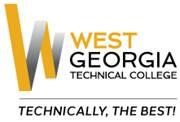 WEST
GEORGIA
TECHNICAL COLLEGE
TECHNICALLY, THE BEST!